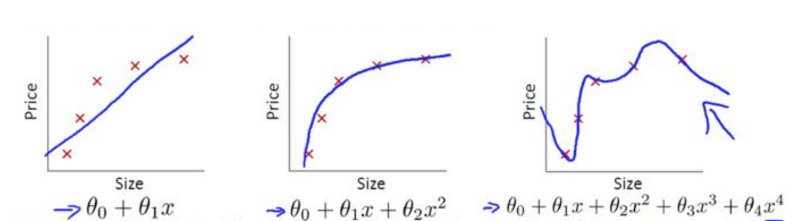 Price
Size
→ θ₀ + θ₁x
Price
Size
→ θ₀ + θ₁x + θ₂x²
Price
Size
→ θ₀ + θ₁x + θ₂x² + θ₃x³ + θ₄x⁴